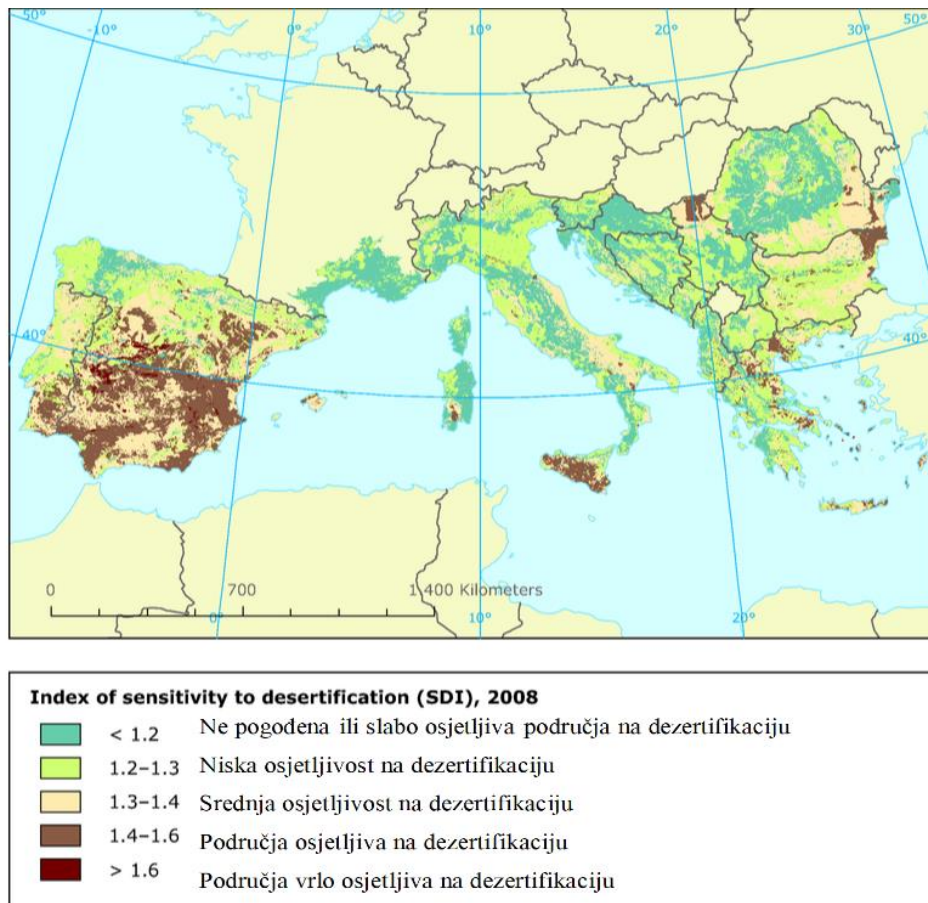 50°
-10°
0°
10°
20°
30°
50°
40°
40°
0
700
1 400 Kilometers
0°
10°
20°
Index of sensitivity to desertification (SDI), 2008
< 1.2 Ne pogođena ili slabo osjetljiva područja na dezertifikaciju
1.2–1.3 Niska osjetljivost na dezertifikaciju
1.3–1.4 Srednja osjetljivost na dezertifikaciju
1.4–1.6 Područja osjetljiva na dezertifikaciju
> 1.6 Područja vrlo osjetljiva na dezertifikaciju